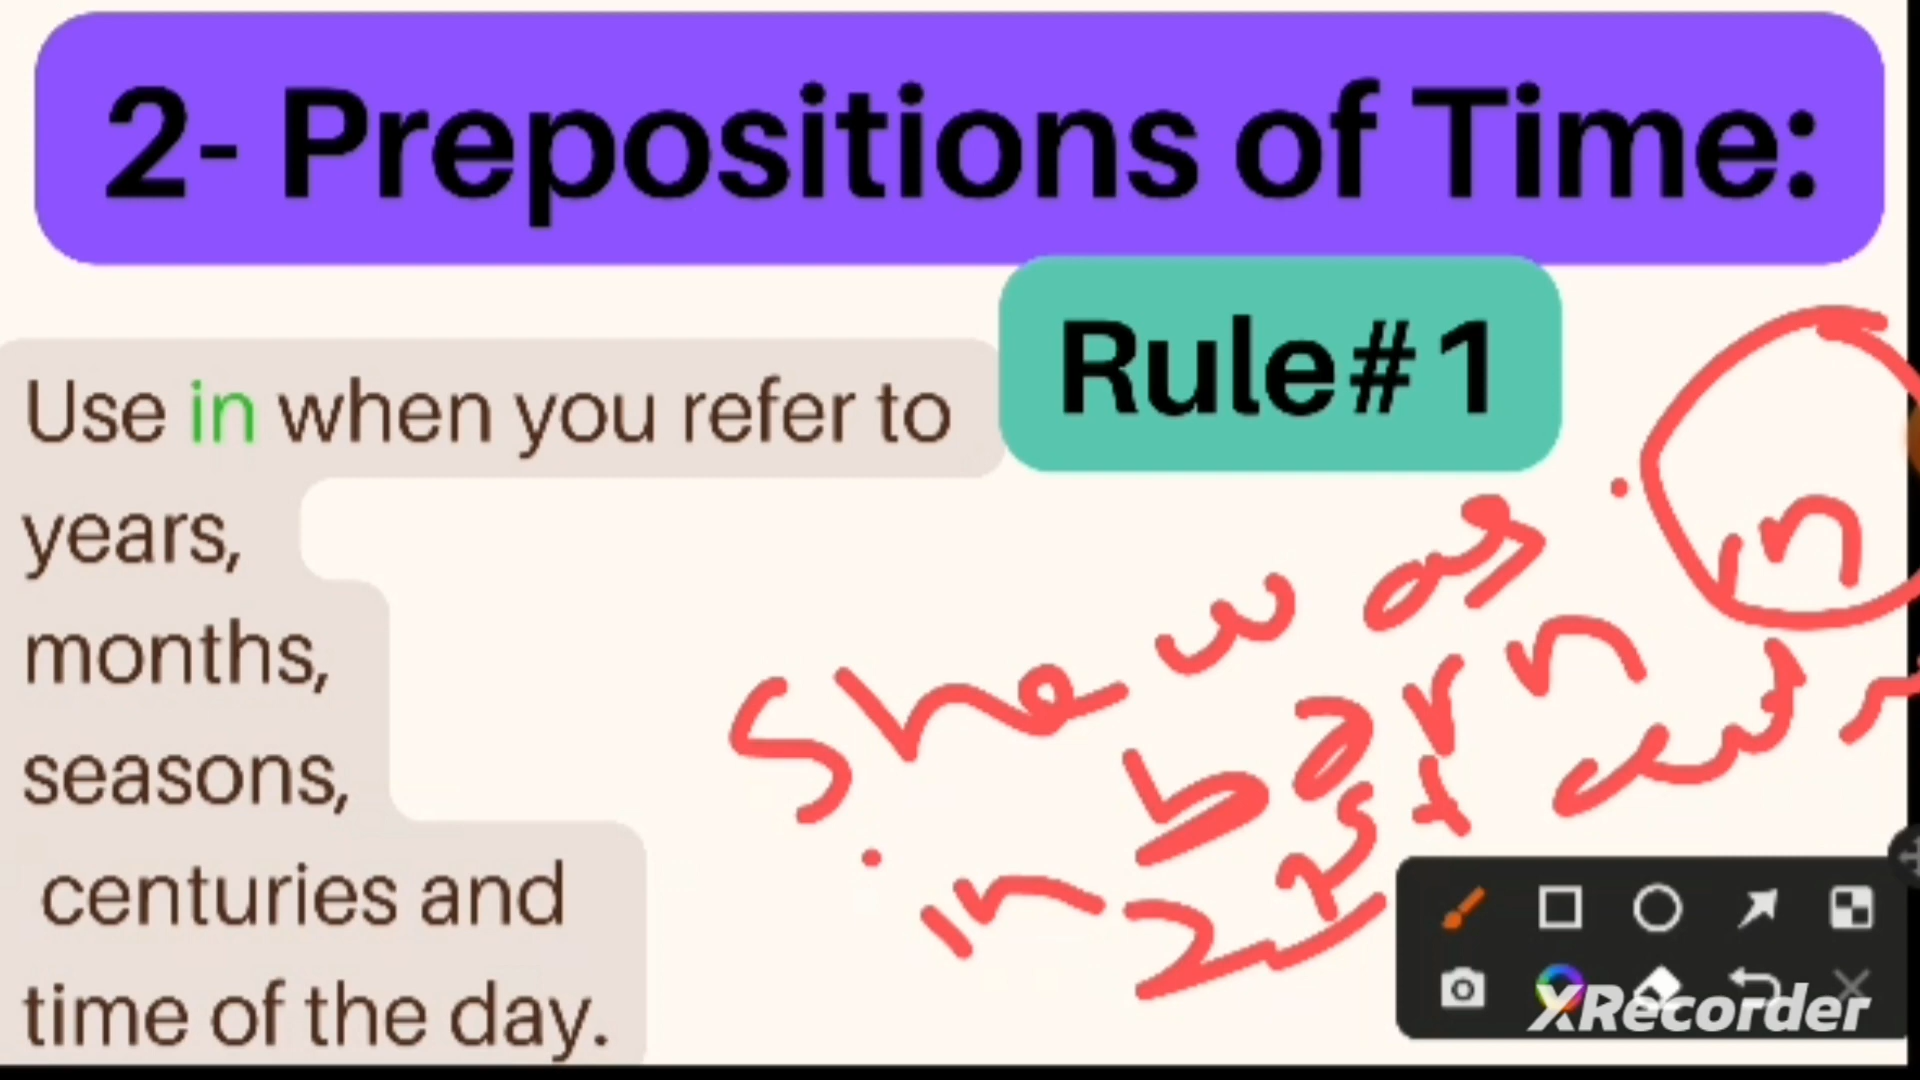 2- Prepositions of Time:
Rule#1
Use in when you refer to
years,
months,
seasons,
centuries and
time of the day.
in
She was
born
in 21st
XRecorder